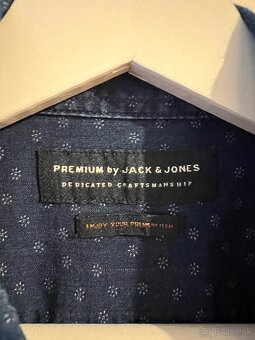 PREMIUM by JACK & JONES
DEDICATED CRAFTSMANSHIP
ENJOY YOUR PREMIUM ITEM